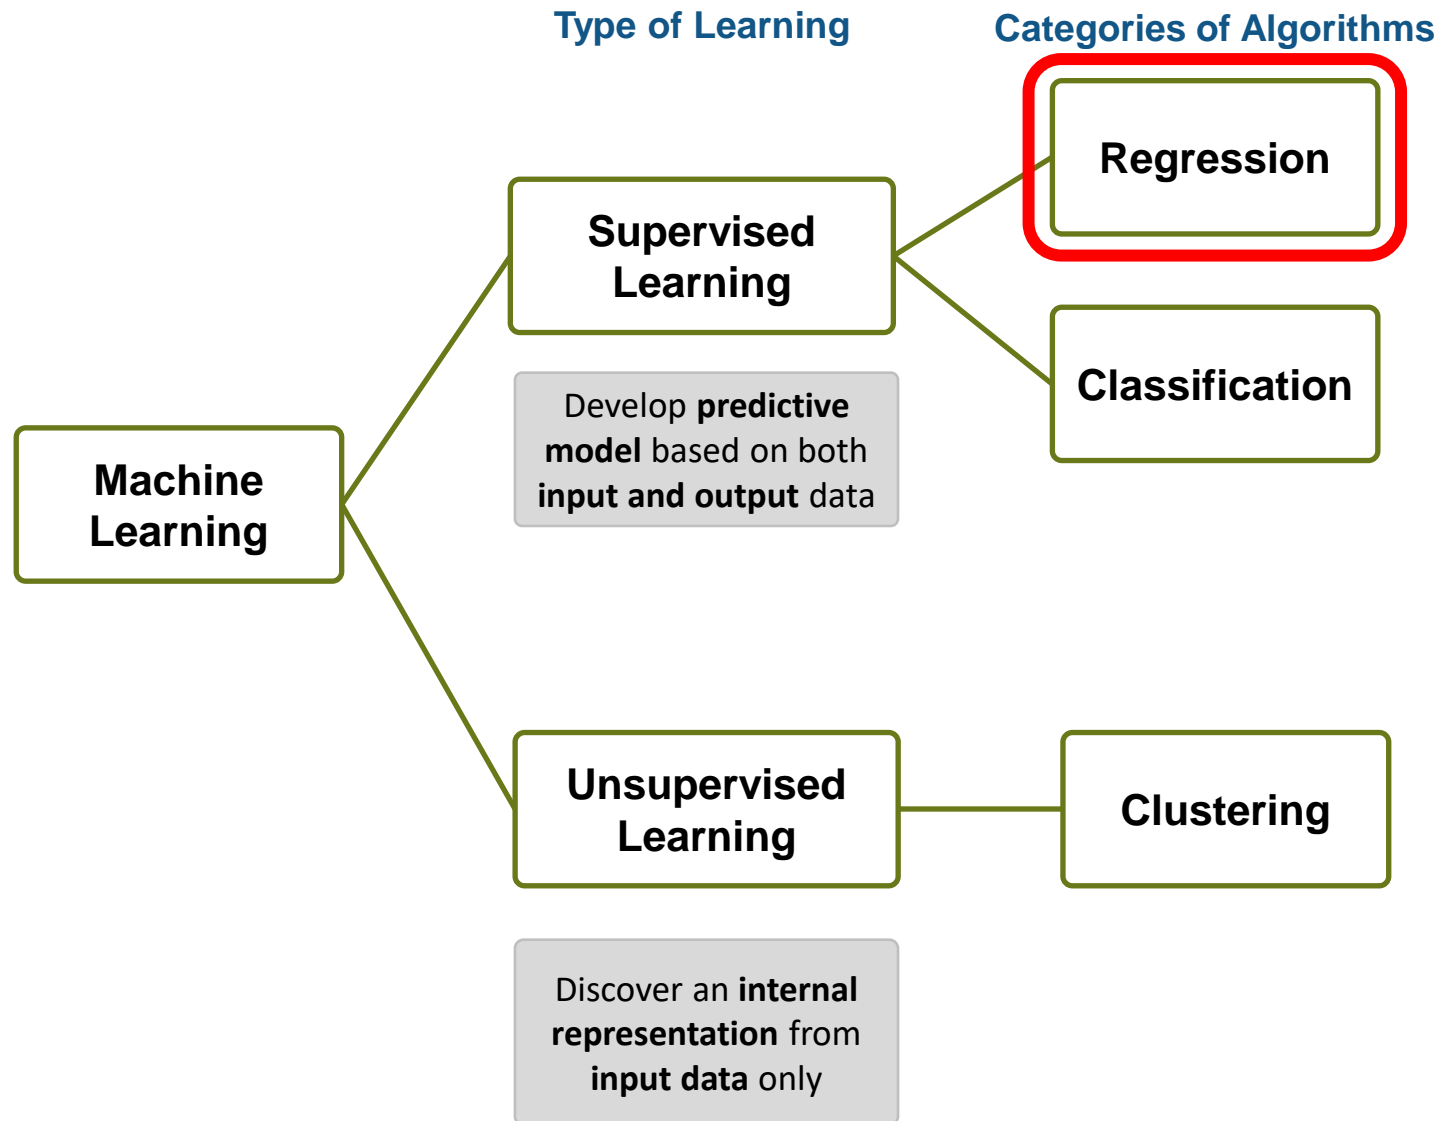 Type of Learning
Categories of Algorithms
Regression
Supervised
Learning
Classification
Develop predictive
model based on both
input and output data
Machine
Learning
Unsupervised
Learning
Clustering
Discover an internal
representation from
input data only